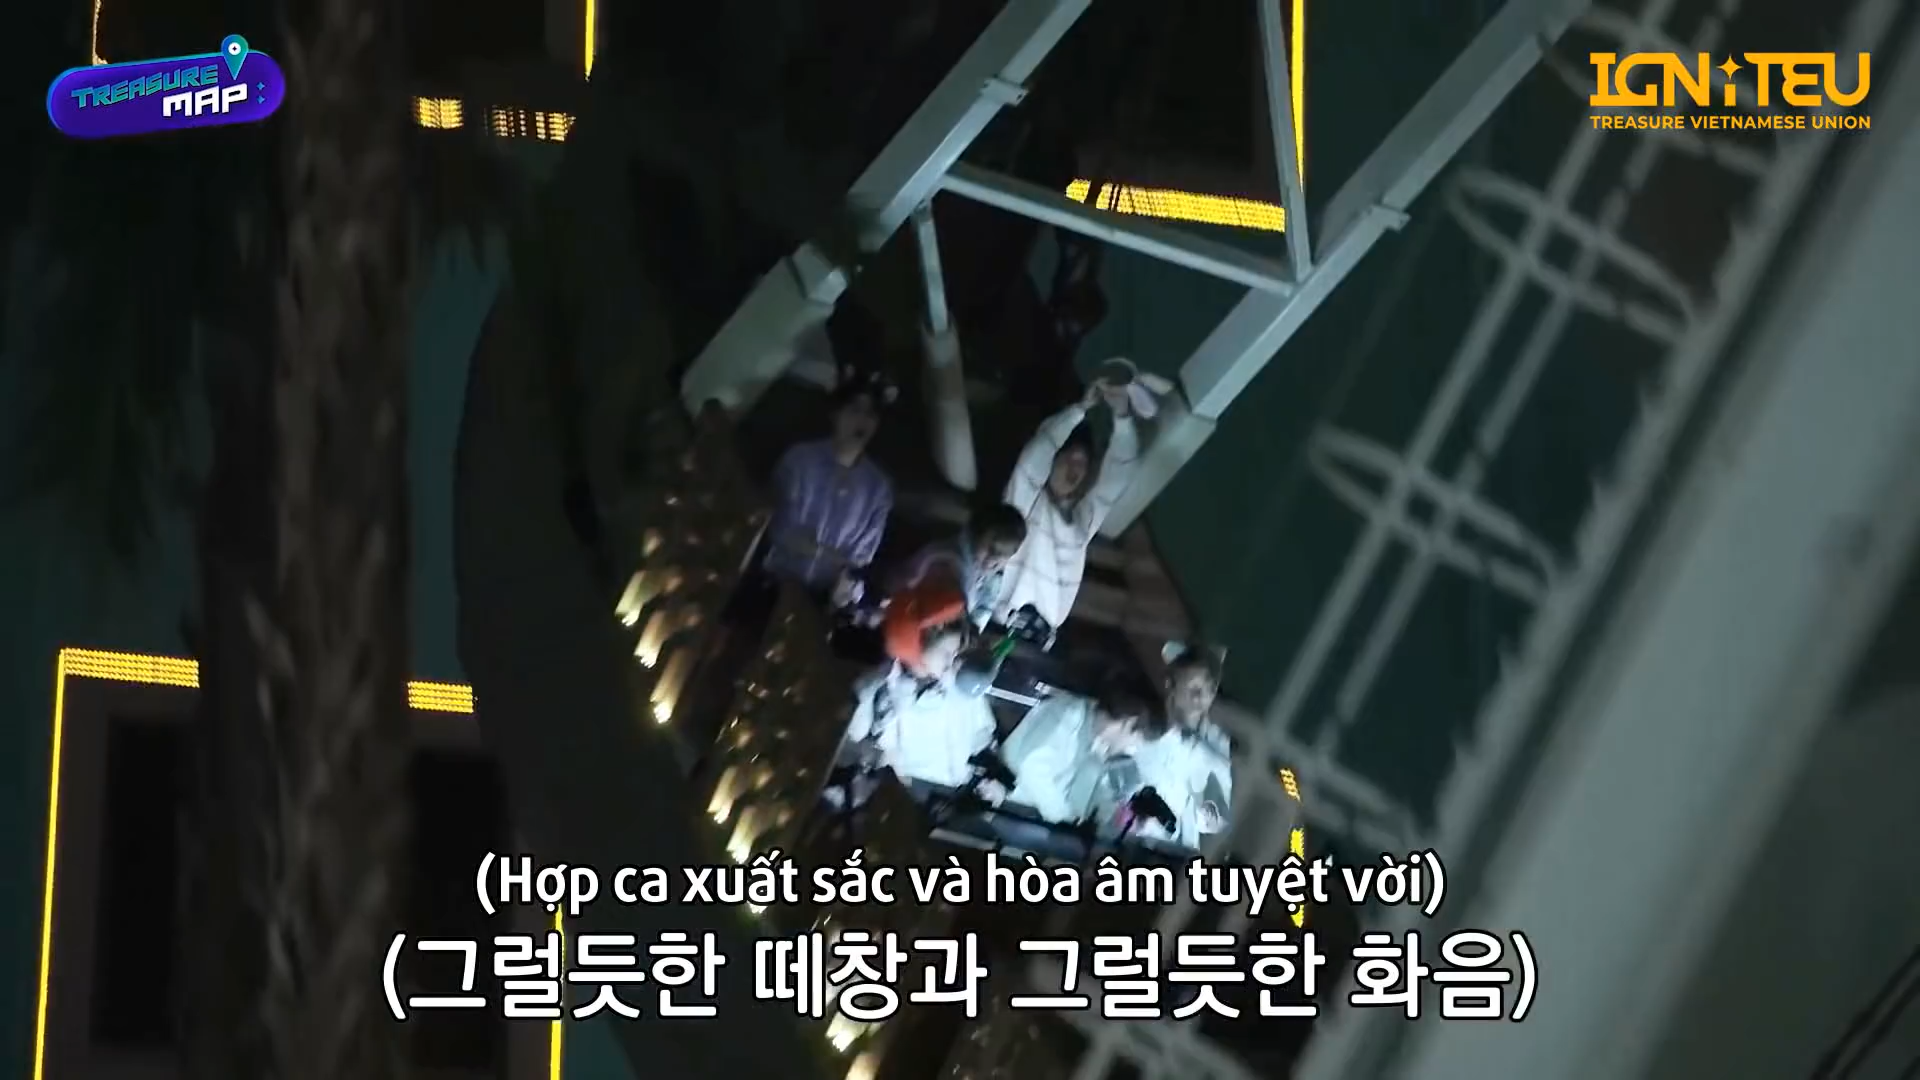 TREASURE
MAP
IGNITEU
TREASURE VIETNAMESE UNION
(Hợp ca xuất sắc và hòa âm tuyệt vời)
(그럴듯한 떼창과 그럴듯한 화음)